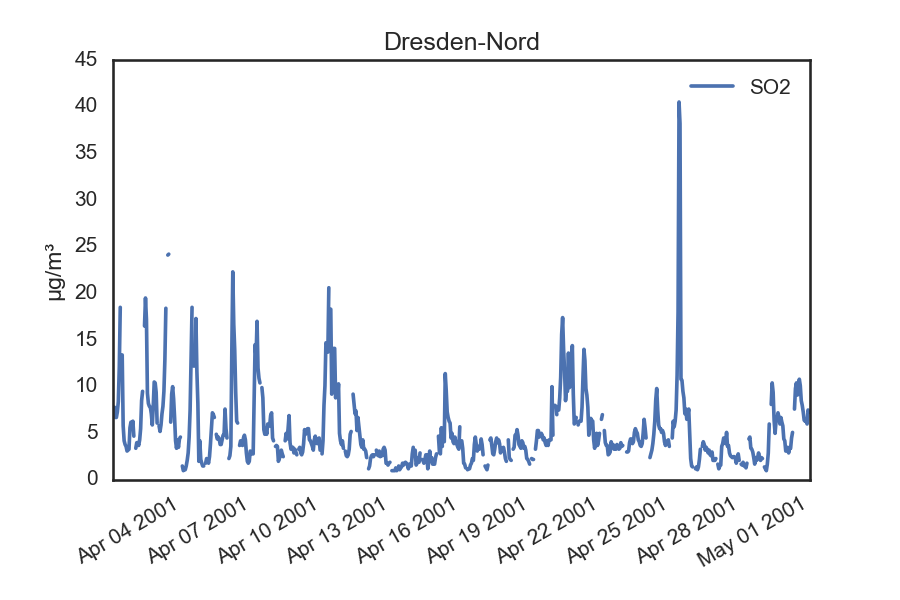 Dresden-Nord
SO2
µg/m³
45
40
35
30
25
20
15
10
5
0
Apr 04 2001
Apr 07 2001
Apr 10 2001
Apr 13 2001
Apr 16 2001
Apr 19 2001
Apr 22 2001
Apr 25 2001
Apr 28 2001
May 01 2001